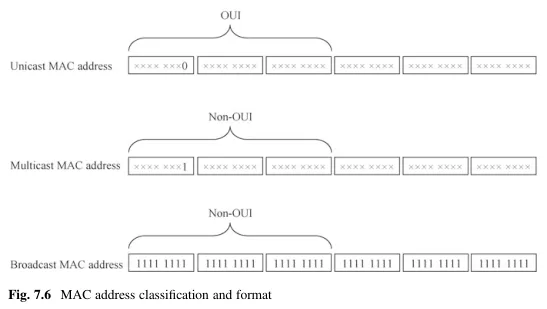 OUI
Unicast MAC address ×××× ×××0 ×××× ×××× ×××× ×××× ×××× ×××× ×××× ×××× ×××× ××××
Non-OUI
Multicast MAC address ×××× ×××1 ×××× ×××× ×××× ×××× ×××× ×××× ×××× ×××× ×××× ××××
Non-OUI
Broadcast MAC address 1111 1111 1111 1111 1111 1111 1111 1111 1111 1111 1111 1111
Fig. 7.6 MAC address classification and format